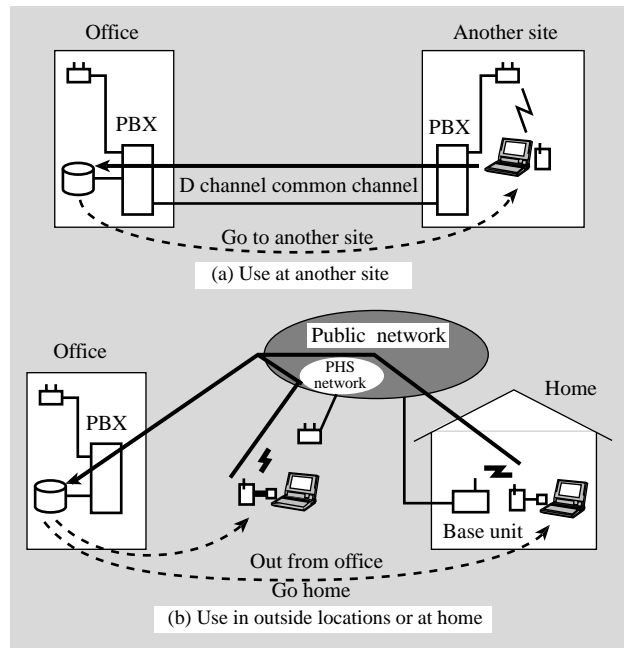 Office
Another site
PBX
PBX
D channel common channel
Go to another site
(a) Use at another site
Public network
Office
PHS
network
Home
PBX
Base unit
Out from office
Go home
(b) Use in outside locations or at home